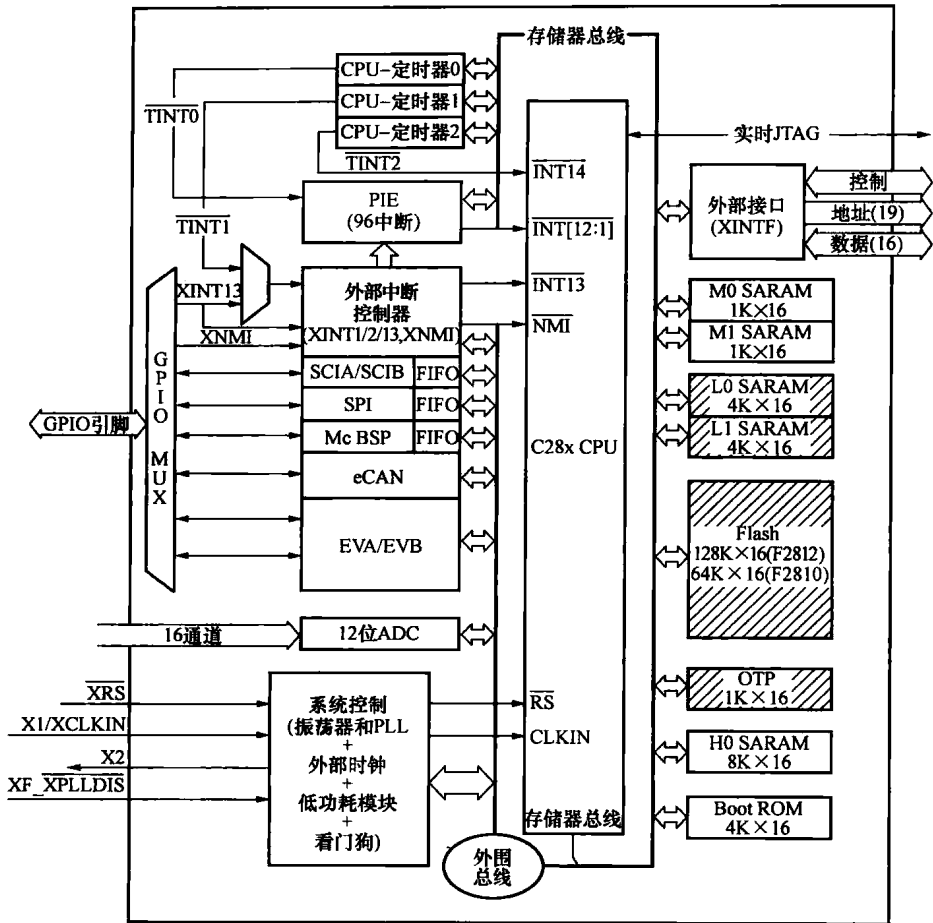 存储器总线
CPU-定时器0
CPU-定时器1
CPU-定时器2
TINT0
TINT2
TINT1
PIE
(96中断)
XINT13
XNMI
外部中断
控制器
(XINT1/2/13,XNMI)
SCIA/SCIB
FIFO
SPI
FIFO
Mc BSP
FIFO
eCAN
EVA/EVB
GPIO MUX
GPIO引脚
16通道
12位ADC
XRS
X1/XCLKIN
X2
XF_XPLLDIS
系统控制
(振荡器和PLL
+
外部时钟
+
低功耗模块
+
看门狗)
INT14
INT[12:1]
INT13
NMI
C28x CPU
RS
CLKIN
存储器总线
外围
总线
实时JTAG
外部接口
(XINTF)
控制
地址(19)
数据(16)
M0 SARAM
1K×16
M1 SARAM
1K×16
L0 SARAM
4K×16
L1 SARAM
4K×16
Flash
128K×16(F2812)
64K×16(F2810)
OTP
1K×16
H0 SARAM
8K×16
Boot ROM
4K×16